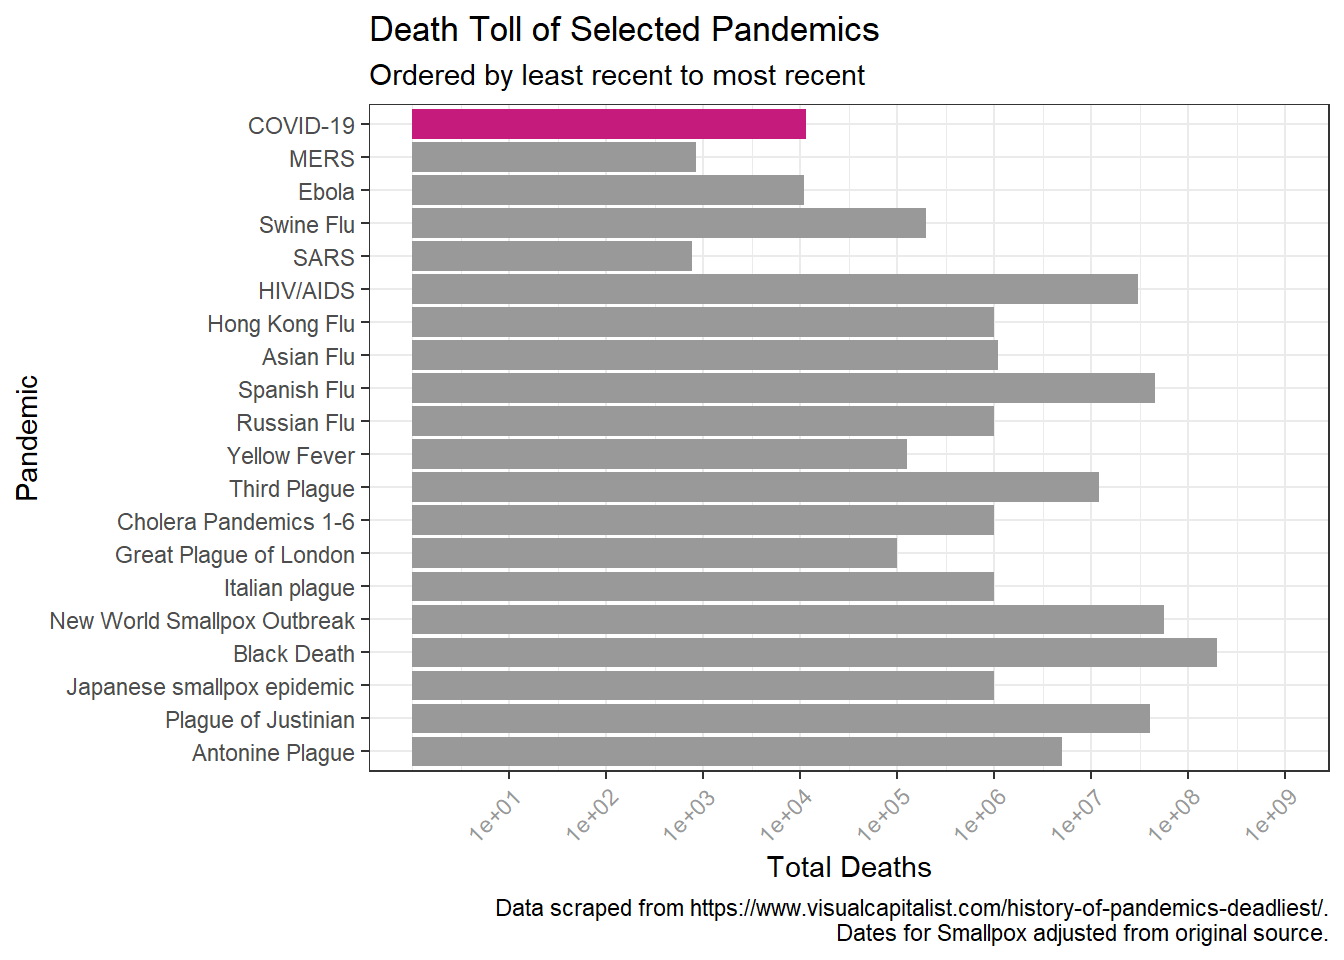 Death Toll of Selected Pandemics
Ordered by least recent to most recent
Pandemic
COVID-19
MERS
Ebola
Swine Flu
SARS
HIV/AIDS
Hong Kong Flu
Asian Flu
Spanish Flu
Russian Flu
Yellow Fever
Third Plague
Cholera Pandemics 1-6
Great Plague of London
Italian plague
New World Smallpox Outbreak
Black Death
Japanese smallpox epidemic
Plague of Justinian
Antonine Plague
1e+01 1e+02 1e+03 1e+04 1e+05 1e+06 1e+07 1e+08 1e+09
Total Deaths
Data scraped from https://www.visualcapitalist.com/history-of-pandemics-deadliest/.
Dates for Smallpox adjusted from original source.